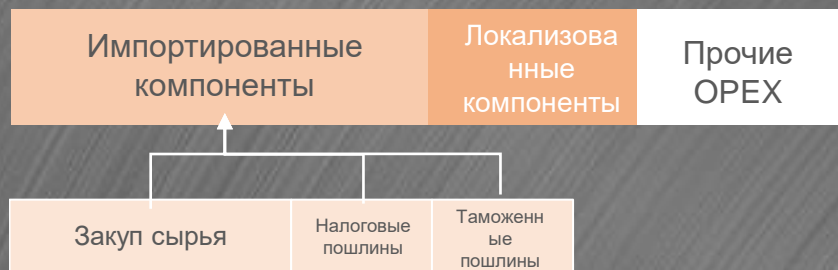 Импортированные
компоненты
Локализова
нные
компоненты
Прочие
OPEX
Закуп сырья
Налоговые
пошлины
Таможенн
ые
пошлины